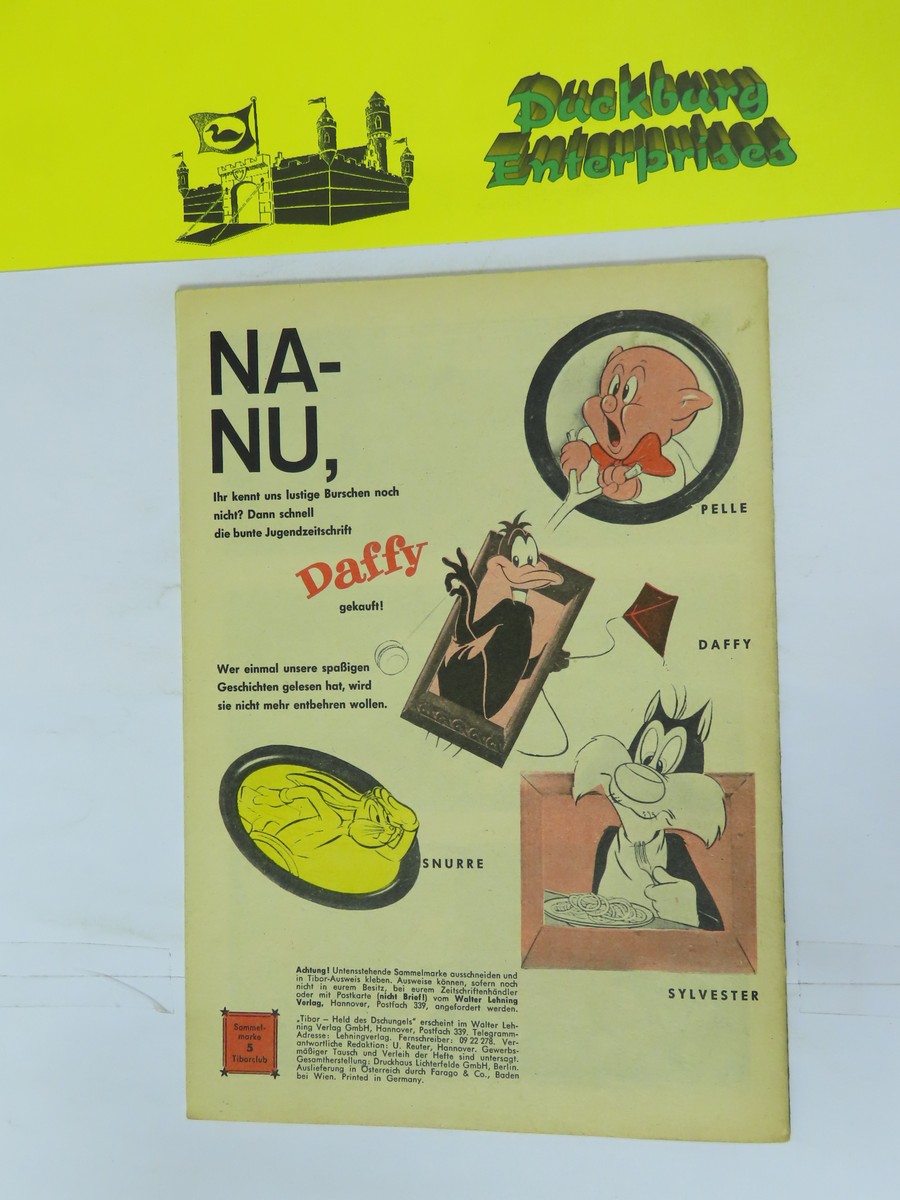 Duckburg
Enterprises
NA-
NU,
Ihr kennt uns lustige Burschen noch
nicht? Dann schnell
die bunte Jugendzeitschrift
Daffy
gekauft!
PELLE
DAFFY
Wer einmal unsere spaßigen
Geschichten gelesen hat, wird
sie nicht mehr entbehren wollen.
SNURRE
SYLVESTER
Achtung! Untenstehende Sammelmarke ausschneiden und
in Tibor-Ausweis kleben. Ausweise können, sofern noch
nicht in eurem Besitz, bei eurem Zeitschriftenhändler
oder mit Postkarte (nicht Brief!) vom Walter Lehning
Verlag, Hannover, Postfach 339, angefordert werden.
„Tibor – Held des Dschungels" erscheint im Walter Leh-
ning Verlag GmbH, Hannover, Postfach 339. Telegramm-
Adresse: Lehningverlag. Fernschreiber: 09 22 278. Ver-
antwortliche Redaktion: U. Reuter, Hannover. Gewerbs-
mäßiger Tausch und Verleih der Hefte sind untersagt.
Gesamtherstellung: Druckhaus Lichterfelde GmbH, Berlin.
Auslieferung in Österreich durch Farago & Co., Baden
bei Wien. Printed in Germany.
Sammel-
marke
5
Tiborclub